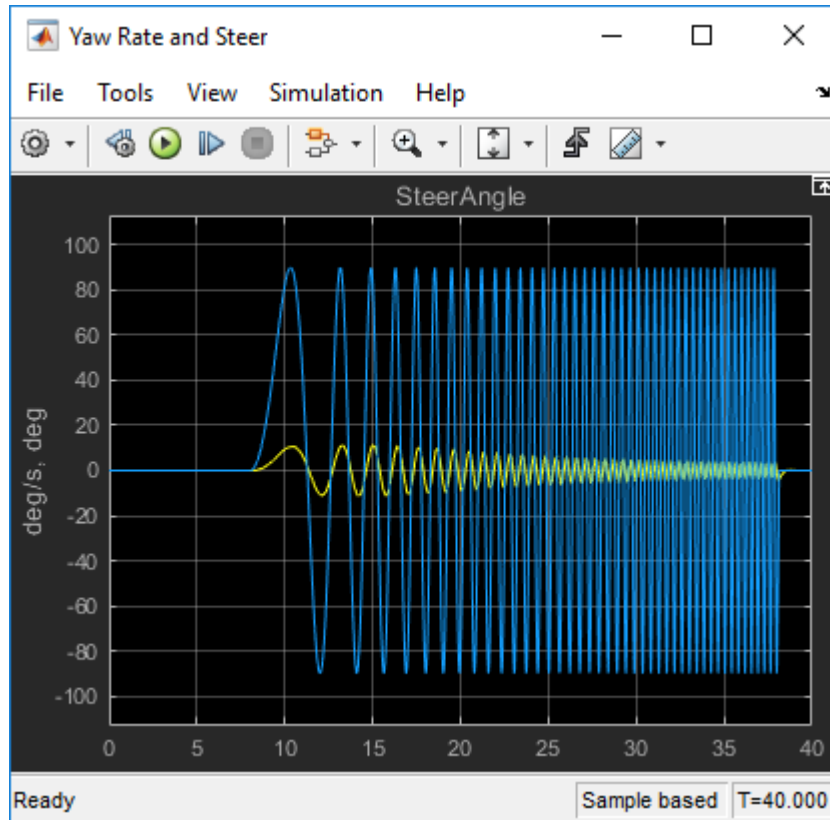 Yaw Rate and Steer
File Tools View Simulation Help
SteerAngle
deg/s, deg
100
80
60
40
20
0
-20
-40
-60
-80
-100
0 5 10 15 20 25 30 35 40
Ready Sample based T=40.000